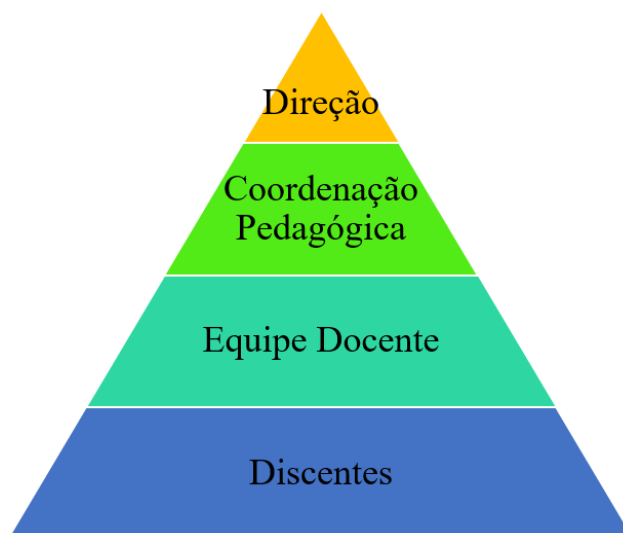 Direção
Coordenação
Pedagógica
Equipe Docente
Discentes